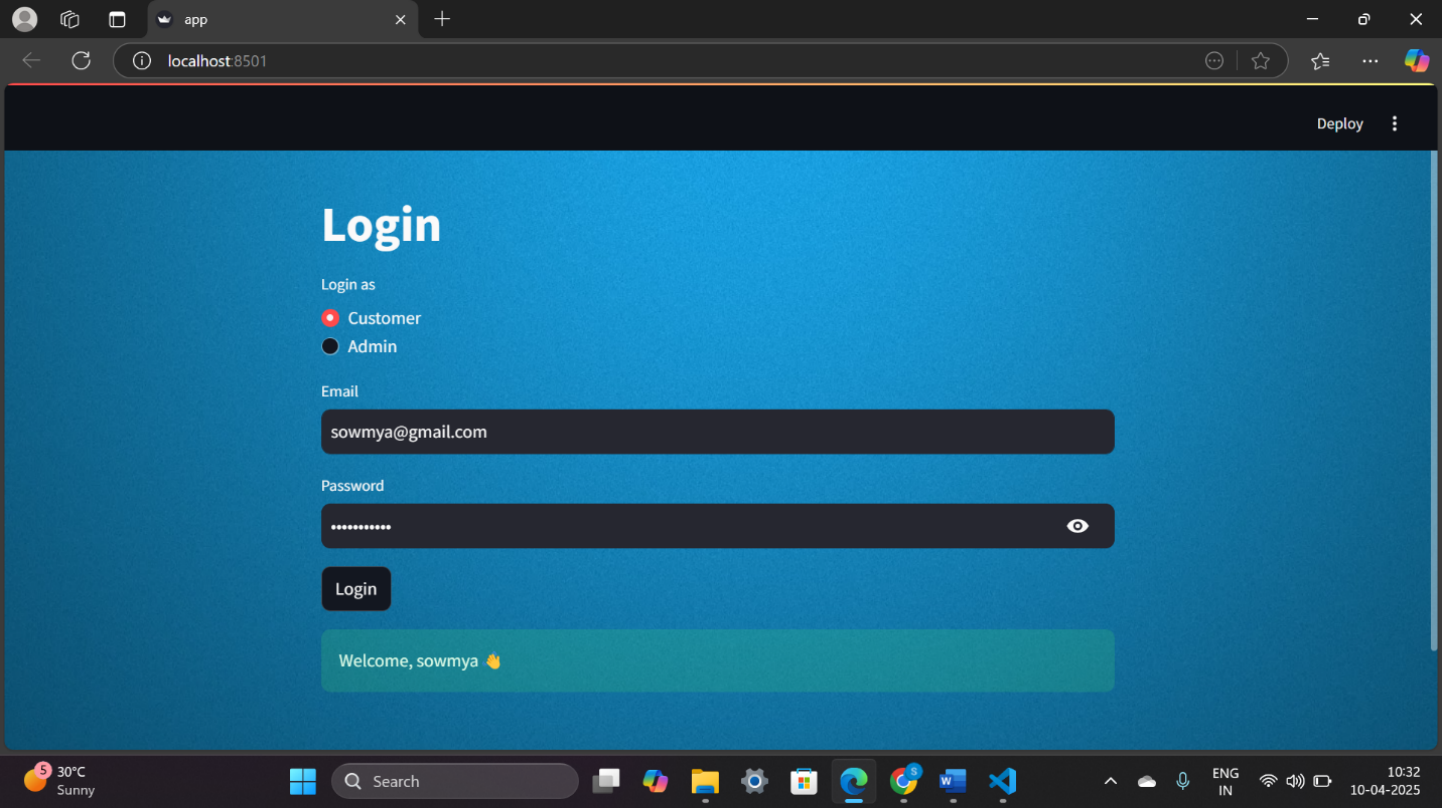 app
localhost:8501
Deploy
Login
Login as
Customer
Admin
Email
sowmya@gmail.com
Password
•••••••••••
Login
Welcome, sowmya 👋
5
30°C
Sunny
Search
S
W
ENG
IN
10:32
10-04-2025